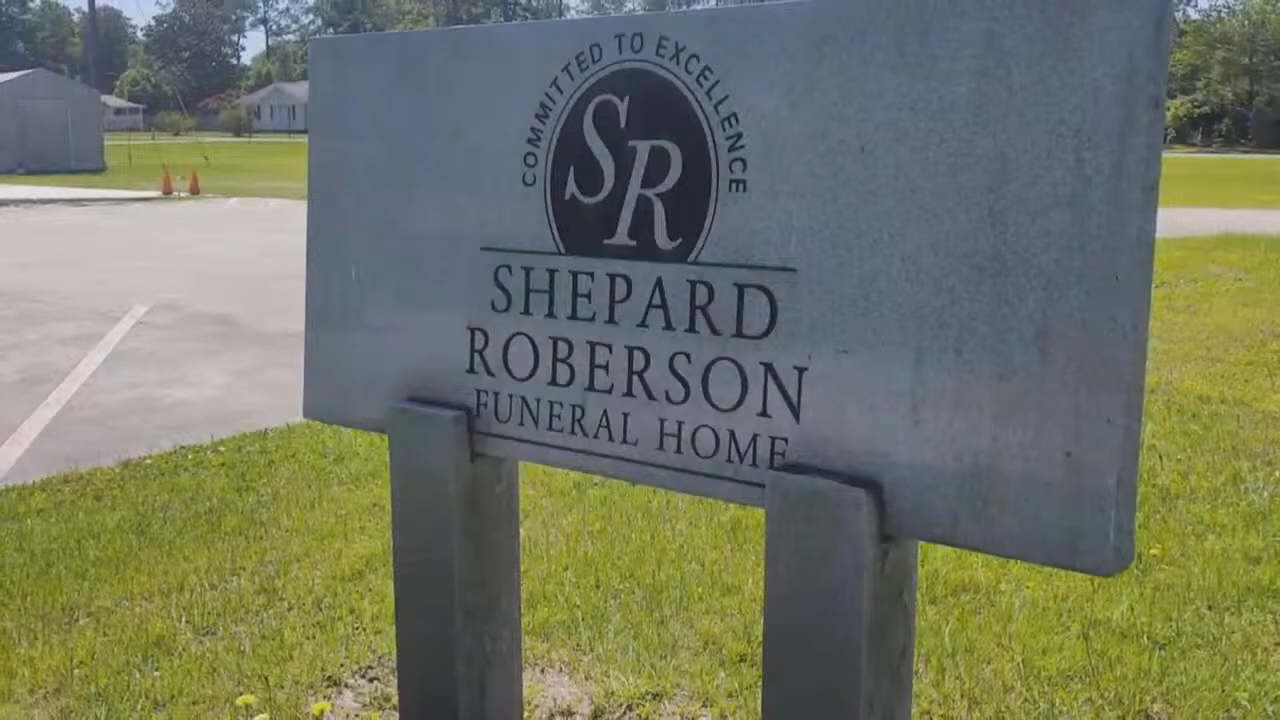 COMMITTED TO EXCELLENCE
SR
SHEPARD
ROBERSON
FUNERAL HOME